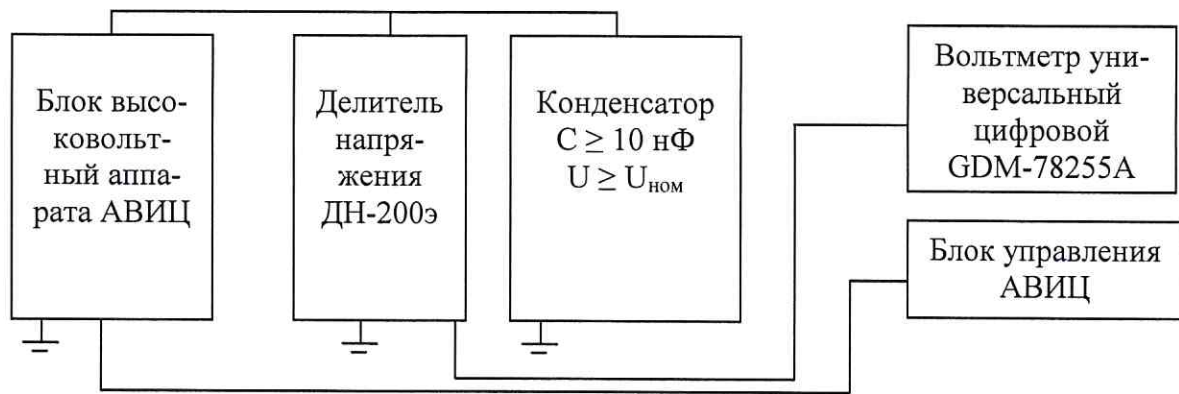 Блок высо-
ковольт-
ный аппа-
рата АВИЦ
Делитель
напря-
жения
ДН-200э
Конденсатор
C ≥ 10 нФ
U ≥ Uном
Вольтметр уни-
версальный
цифровой
GDM-78255A
Блок управления
АВИЦ